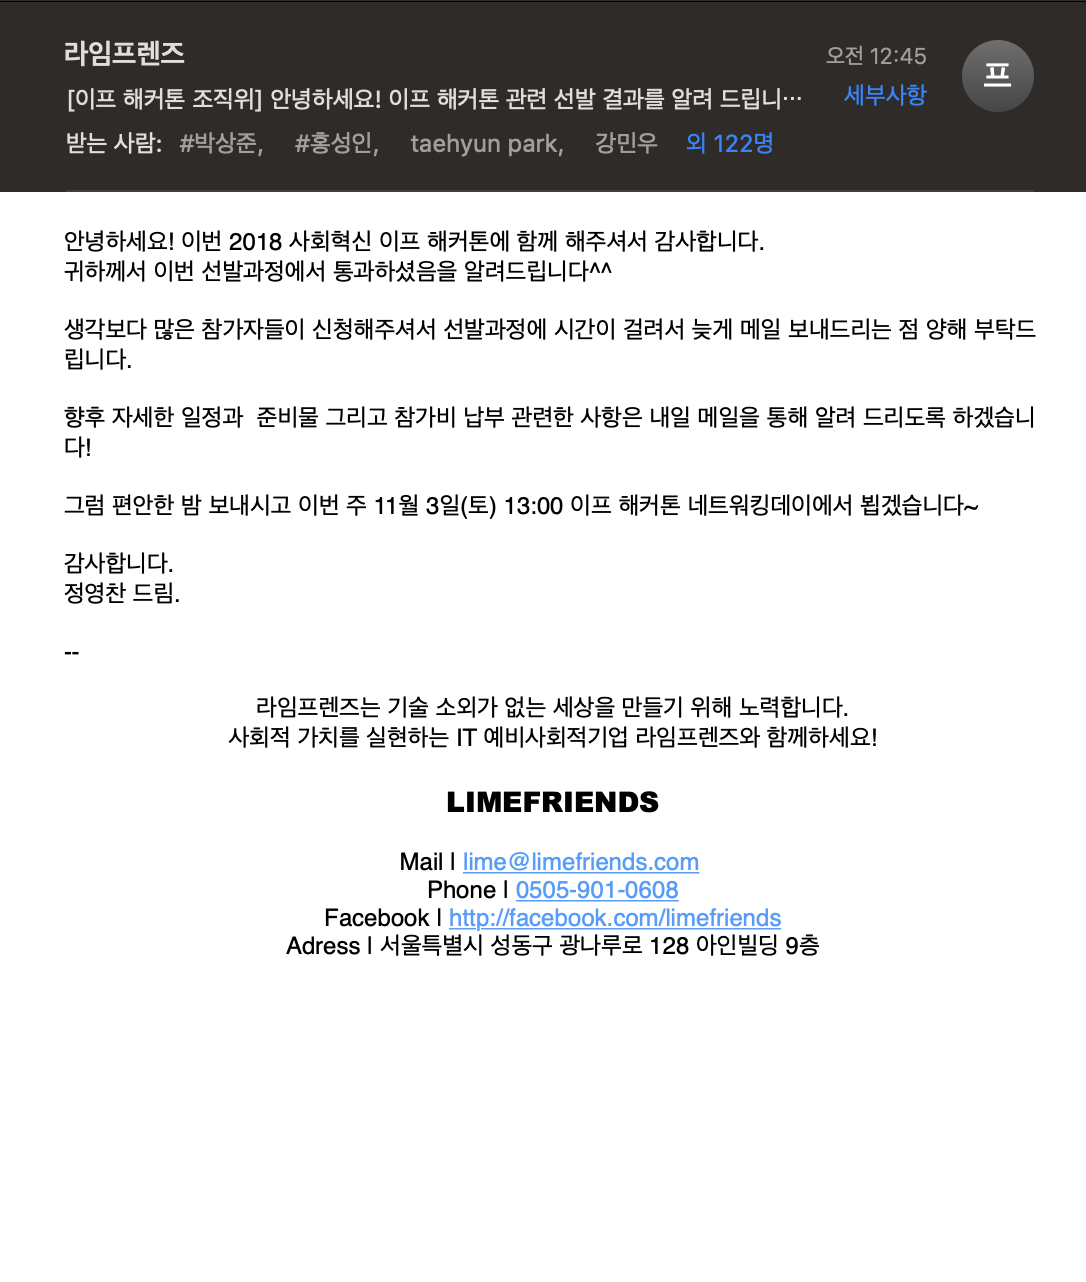 라임프렌즈
오전 12:45
프
[이프 해커톤 조직위] 안녕하세요! 이프 해커톤 관련 선발 결과를 알려 드립니…
세부사항
받는 사람: #박상준, #홍성인, taehyun park, 강민우 외 122명
안녕하세요! 이번 2018 사회혁신 이프 해커톤에 함께 해주셔서 감사합니다.
귀하께서 이번 선발과정에서 통과하셨음을 알려드립니다^^
생각보다 많은 참가자들이 신청해주셔서 선발과정에 시간이 걸려서 늦게 메일 보내드리는 점 양해 부탁드
립니다.
향후 자세한 일정과  준비물 그리고 참가비 납부 관련한 사항은 내일 메일을 통해 알려 드리도록 하겠습니
다!
그럼 편안한 밤 보내시고 이번 주 11월 3일(토) 13:00 이프 해커톤 네트워킹데이에서 뵙겠습니다~
감사합니다.
정영찬 드림.
--
라임프렌즈는 기술 소외가 없는 세상을 만들기 위해 노력합니다.
사회적 가치를 실현하는 IT 예비사회적기업 라임프렌즈와 함께하세요!
LIMEFRIENDS
Mail l lime@limefriends.com
Phone l 0505-901-0608
Facebook l http://facebook.com/limefriends
Adress l 서울특별시 성동구 광나루로 128 아인빌딩 9층